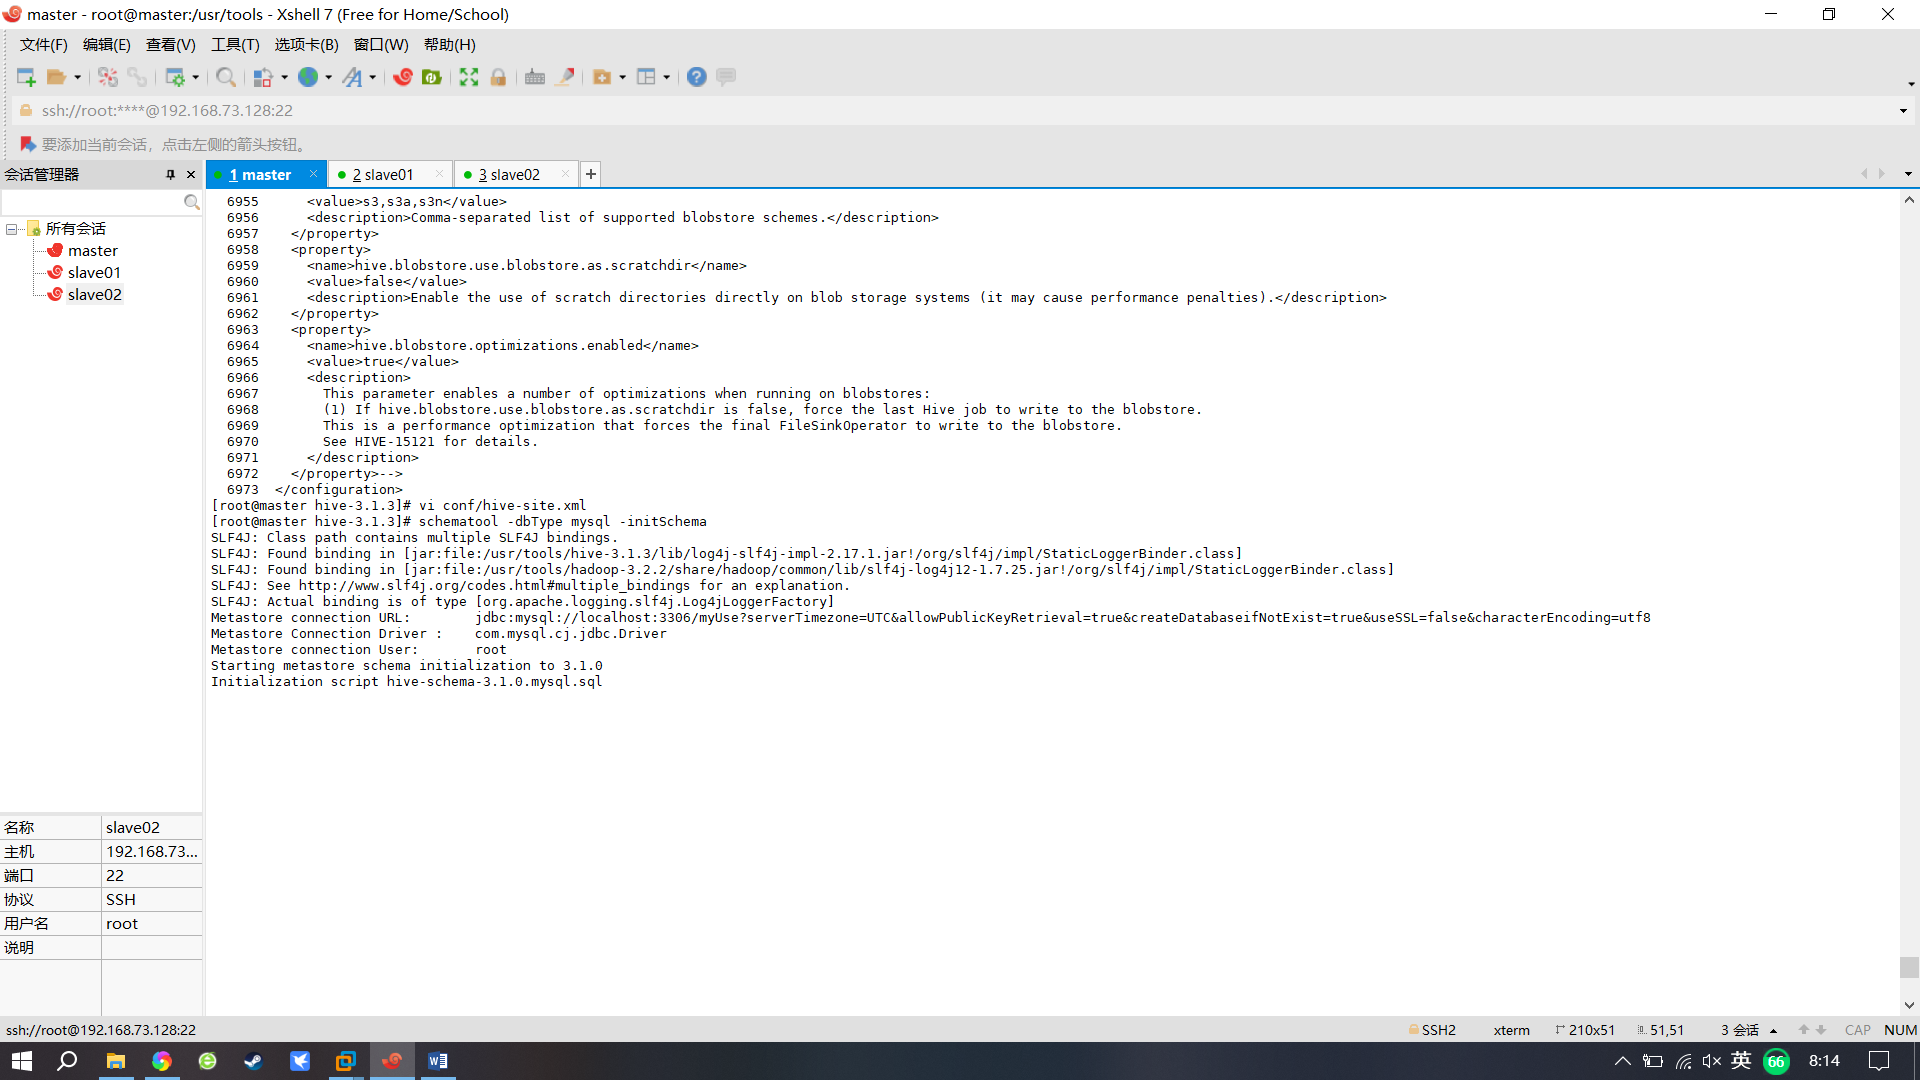 master - root@master:/usr/tools - Xshell 7 (Free for Home/School)
文件(F) 编辑(E) 查看(V) 工具(T) 选项卡(B) 窗口(W) 帮助(H)
ssh://root:****@192.168.73.128:22
要添加当前会话，点击左侧的箭头按钮。
会话管理器
1 master
2 slave01
3 slave02
所有会话
master
slave01
slave02
6955 <value>s3,s3a,s3n</value>
6956 <description>Comma-separated list of supported blobstore schemes.</description>
6957 </property>
6958 <property>
6959 <name>hive.blobstore.use.blobstore.as.scratchdir</name>
6960 <value>false</value>
6961 <description>Enable the use of scratch directories directly on blob storage systems (it may cause performance penalties).</description>
6962 </property>
6963 <property>
6964 <name>hive.blobstore.optimizations.enabled</name>
6965 <value>true</value>
6966 <description>
6967 This parameter enables a number of optimizations when running on blobstores:
6968 (1) If hive.blobstore.use.blobstore.as.scratchdir is false, force the last Hive job to write to the blobstore.
6969 This is a performance optimization that forces the final FileSinkOperator to write to the blobstore.
6970 See HIVE-15121 for details.
6971 </description>
6972 </property>-->
6973 </configuration>
[root@master hive-3.1.3]# vi conf/hive-site.xml
[root@master hive-3.1.3]# schematool -dbType mysql -initSchema
SLF4J: Class path contains multiple SLF4J bindings.
SLF4J: Found binding in [jar:file:/usr/tools/hive-3.1.3/lib/log4j-slf4j-impl-2.17.1.jar!/org/slf4j/impl/StaticLoggerBinder.class]
SLF4J: Found binding in [jar:file:/usr/tools/hadoop-3.2.2/share/hadoop/common/lib/slf4j-log4j12-1.7.25.jar!/org/slf4j/impl/StaticLoggerBinder.class]
SLF4J: See http://www.slf4j.org/codes.html#multiple_bindings for an explanation.
SLF4J: Actual binding is of type [org.apache.logging.slf4j.Log4jLoggerFactory]
Metastore connection URL: jdbc:mysql://localhost:3306/myUse?serverTimezone=UTC&allowPublicKeyRetrieval=true&createDatabaseifNotExist=true&useSSL=false&characterEncoding=utf8
Metastore Connection Driver : com.mysql.cj.jdbc.Driver
Metastore connection User: root
Starting metastore schema initialization to 3.1.0
Initialization script hive-schema-3.1.0.mysql.sql
名称 slave02
主机 192.168.73...
端口 22
协议 SSH
用户名 root
说明
ssh://root@192.168.73.128:22 SSH2 xterm 210x51 51,51 3 会话 CAP NUM
英 66 8:14